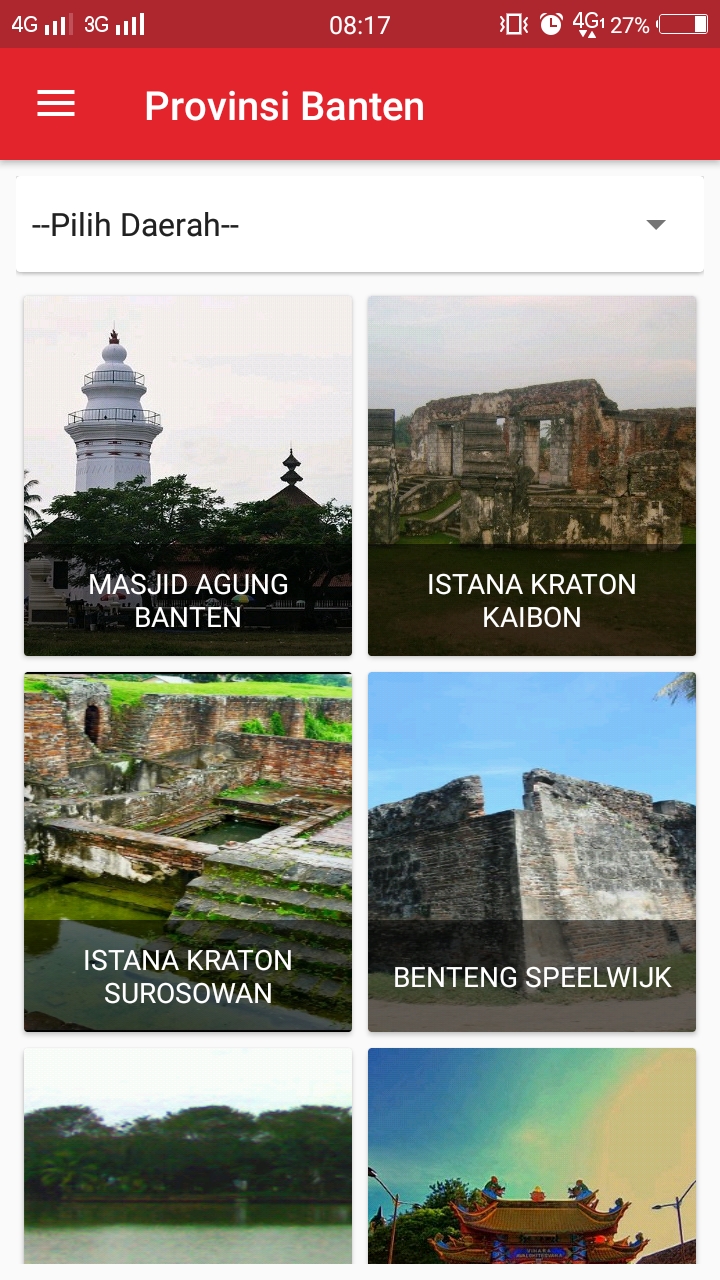 4G 3G 08:17 4G1 27%
Provinsi Banten
--Pilih Daerah--
MASJID AGUNG
BANTEN
ISTANA KRATON
KAIBON
ISTANA KRATON
SUROSOWAN
BENTENG SPEELWIJK